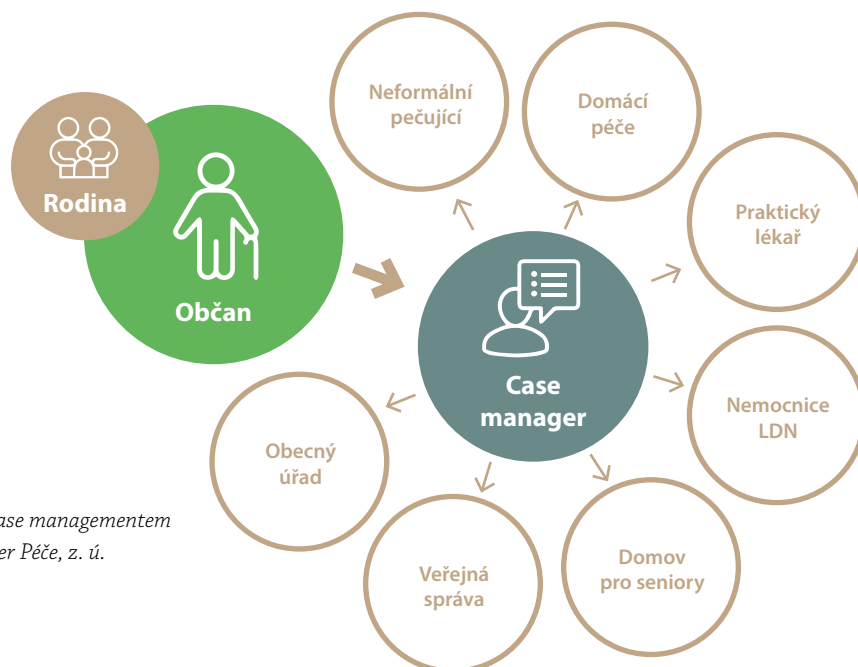 Neformální
pečující
Domácí
péče
Rodina
Občan
Praktický
lékař
Case
manager
Nemocnice
LDN
Obecný
úřad
Veřejná
správa
Domov
pro seniory
ase managementem
er Péče, z. ú.